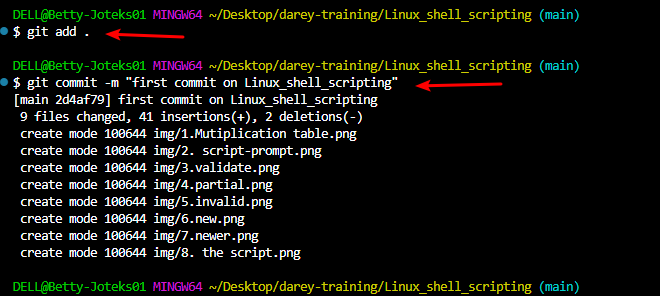 DELL@Betty-Joteks01 MINGW64 ~/Desktop/darey-training/Linux_shell_scripting (main)
$ git add .
DELL@Betty-Joteks01 MINGW64 ~/Desktop/darey-training/Linux_shell_scripting (main)
$ git commit -m "first commit on Linux_shell_scripting"
[main 2d4af79] first commit on Linux_shell_scripting
 9 files changed, 41 insertions(+), 2 deletions(-)
 create mode 100644 img/1.Mutiplication table.png
 create mode 100644 img/2. script-prompt.png
 create mode 100644 img/3.validate.png
 create mode 100644 img/4.partial.png
 create mode 100644 img/5.invalid.png
 create mode 100644 img/6.new.png
 create mode 100644 img/7.newer.png
 create mode 100644 img/8. the script.png
DELL@Betty-Joteks01 MINGW64 ~/Desktop/darey-training/Linux_shell_scripting (main)